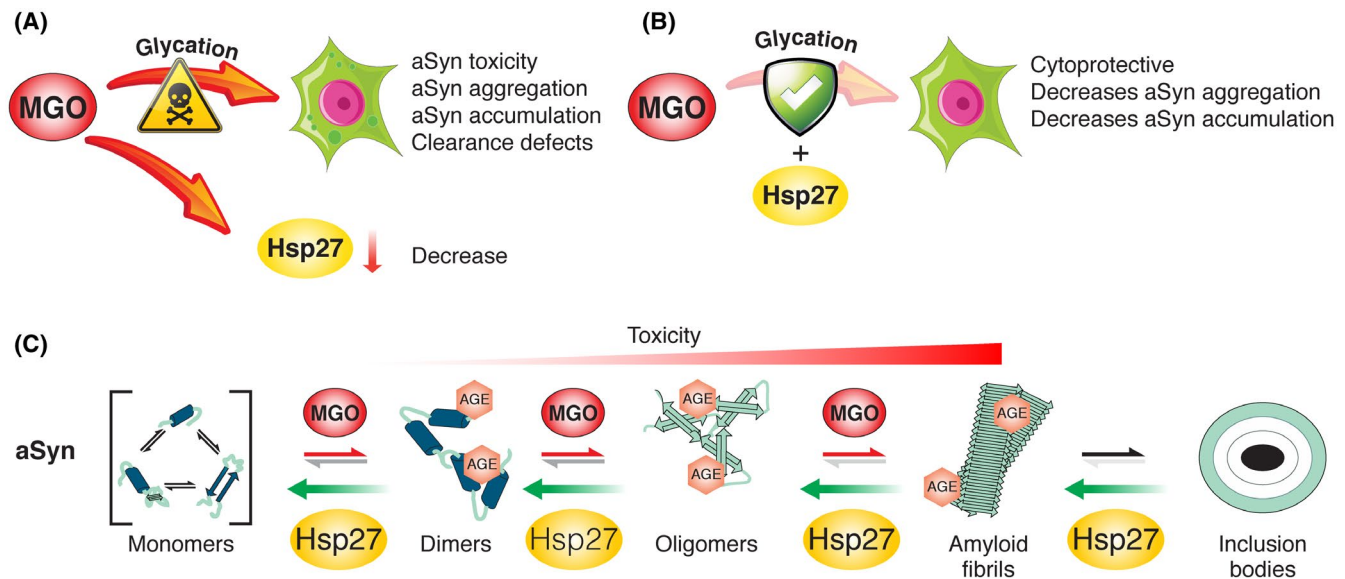 (A)
Glycation
MGO
aSyn toxicity
aSyn aggregation
aSyn accumulation
Clearance defects
Hsp27
Decrease
(B)
Glycation
MGO
+
Hsp27
Cytoprotective
Decreases aSyn aggregation
Decreases aSyn accumulation
(C)
Toxicity
MGO
AGE
MGO
AGE
MGO
AGE
aSyn
AGE
AGE
AGE
Hsp27
Hsp27
Hsp27
Hsp27
Monomers
Dimers
Oligomers
Amyloid
fibrils
Inclusion
bodies